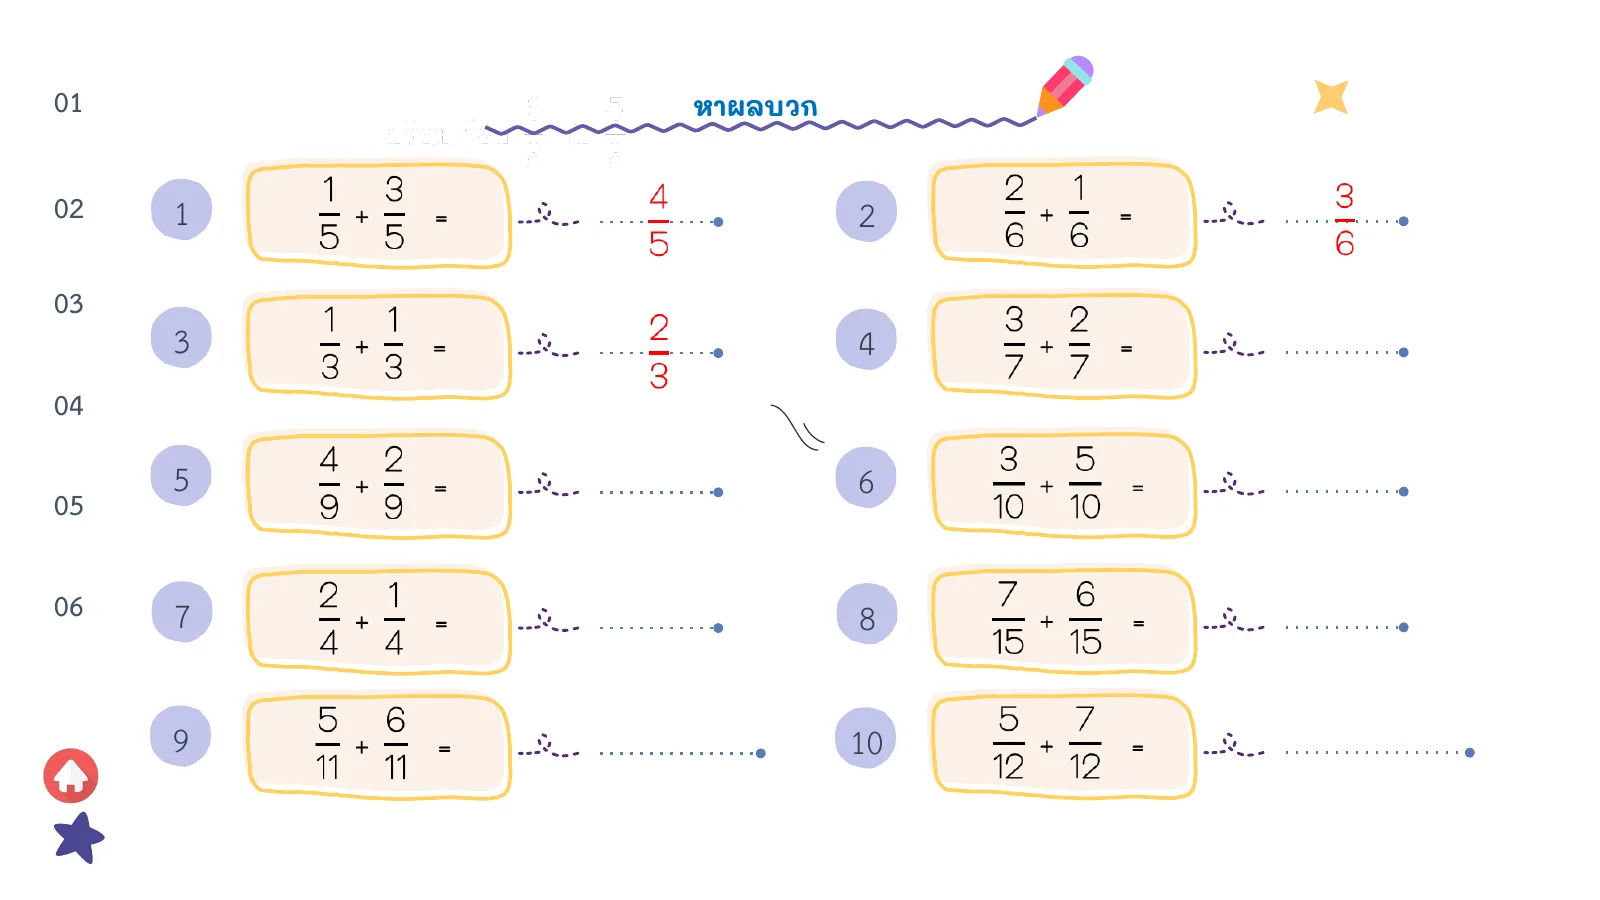 หาผลบวก
01
02
03
04
05
06
1 1/5 + 3/5 = 4/5
2 2/6 + 1/6 = 3/6
3 1/3 + 1/3 = 2/3
4 3/7 + 2/7 =
5 4/9 + 2/9 =
6 3/10 + 5/10 =
7 2/4 + 1/4 =
8 7/15 + 6/15 =
9 5/11 + 6/11 =
10 5/12 + 7/12 =